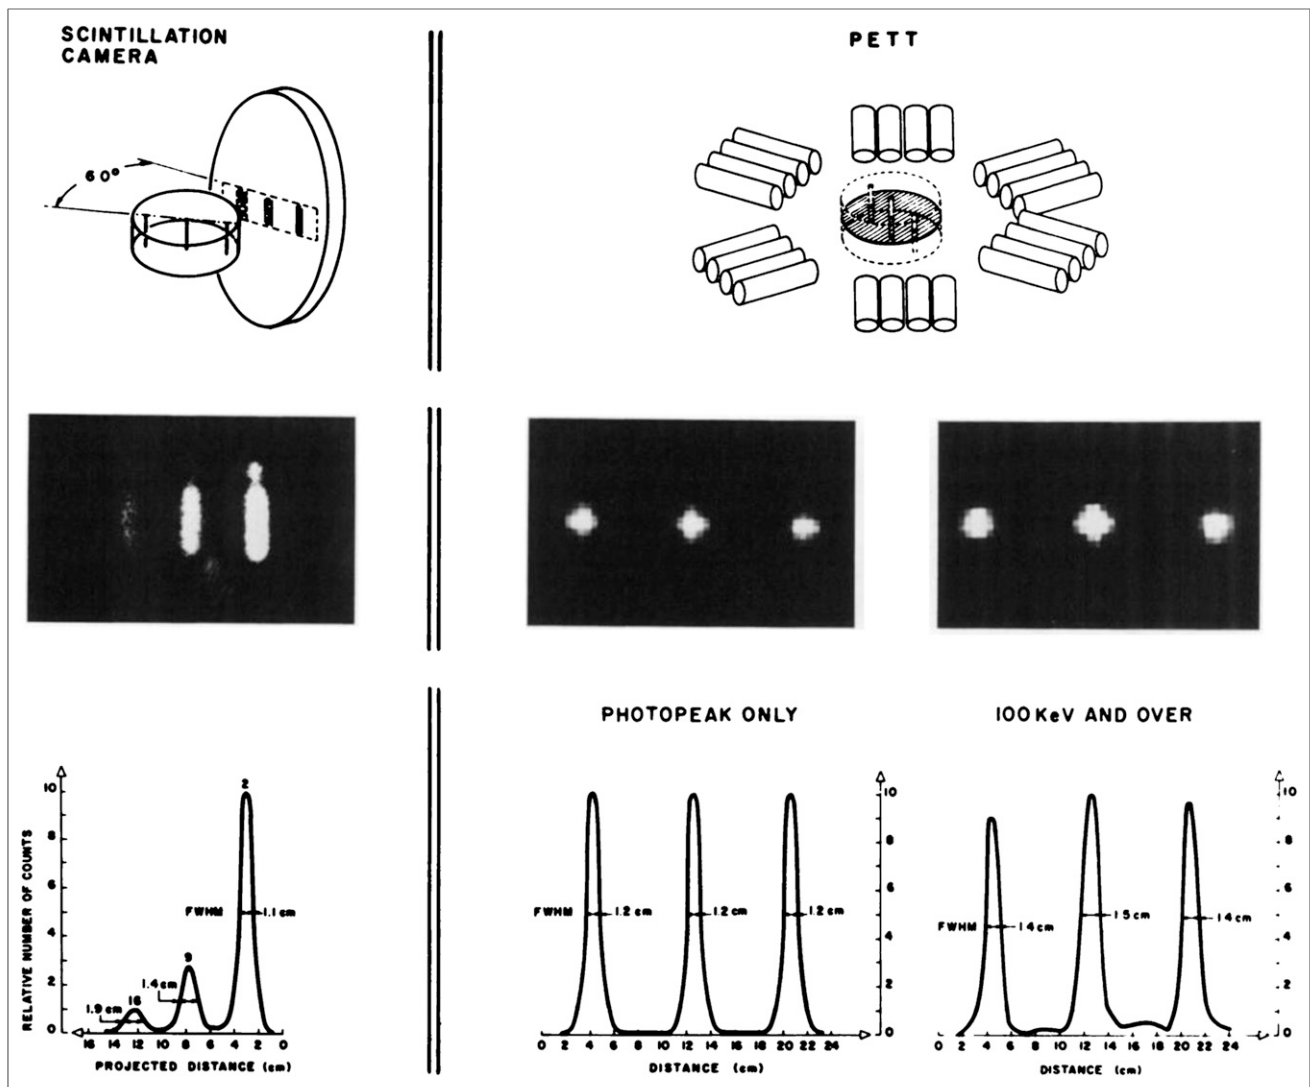 SCINTILLATION
CAMERA
PETT
60°
PHOTOPEAK ONLY
100 KeV AND OVER
RELATIVE NUMBER OF COUNTS
10
8
6
4
2
0
2
9
16
FWHM
1.1 cm
1.4 cm
1.9 cm
16 14 12 10 8 6 4 2 0
PROJECTED DISTANCE (cm)
FWHM
1.2 cm
1.2 cm
1.2 cm
10
8
6
4
2
0
0 2 4 6 8 10 12 14 16 18 20 22 24
DISTANCE (cm)
FWHM
1.4 cm
1.5 cm
1.4 cm
10
8
6
4
2
0
0 2 4 6 8 10 12 14 16 18 20 22 24
DISTANCE (cm)